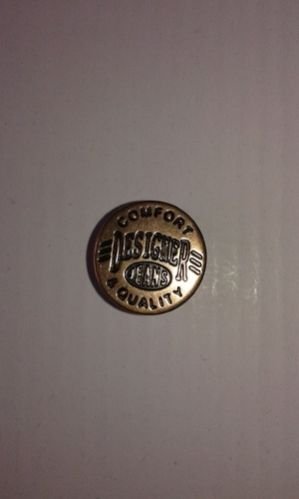 COMFORT
DESIGNER
JEANS
& QUALITY